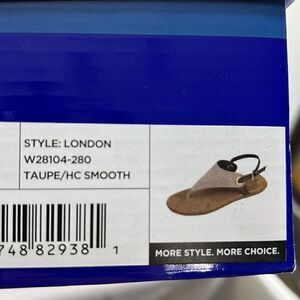 STYLE: LONDON
W28104-280
TAUPE/HC SMOOTH
748 82938 1
MORE STYLE. MORE CHOICE.